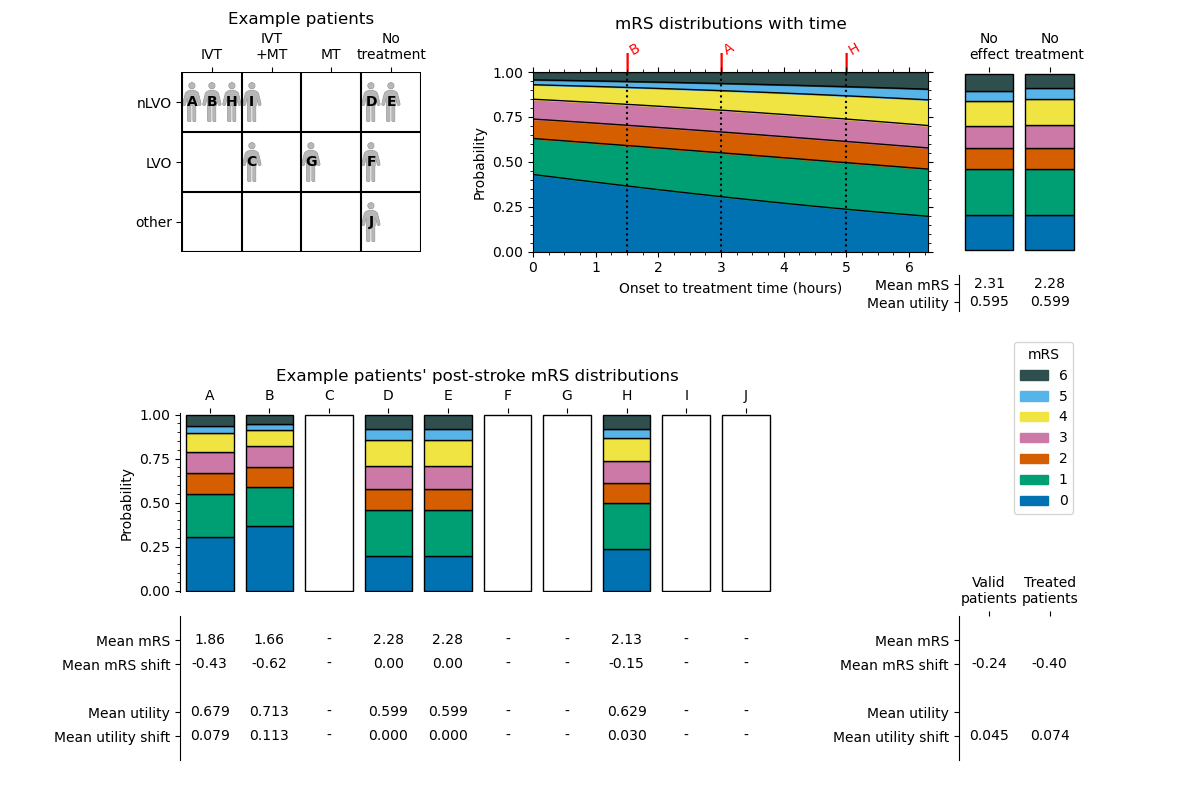 Example patients
IVT
IVT
+MT
MT
No
treatment
nLVO
A B H I D E
LVO
C G F
other
J
mRS distributions with time
B A H
Probability
1.00
0.75
0.50
0.25
0.00
0 1 2 3 4 5 6
Onset to treatment time (hours)
No
effect
No
treatment
Mean mRS 2.31 2.28
Mean utility 0.595 0.599
mRS
6
5
4
3
2
1
0
Example patients' post-stroke mRS distributions
A B C D E F G H I J
Probability
1.00
0.75
0.50
0.25
0.00
Mean mRS 1.86 1.66 - 2.28 2.28 - - 2.13 - -
Mean mRS shift -0.43 -0.62 - 0.00 0.00 - - -0.15 - -
Mean utility 0.679 0.713 - 0.599 0.599 - - 0.629 - -
Mean utility shift 0.079 0.113 - 0.000 0.000 - - 0.030 - -
Valid
patients
Treated
patients
Mean mRS
Mean mRS shift -0.24 -0.40
Mean utility
Mean utility shift 0.045 0.074